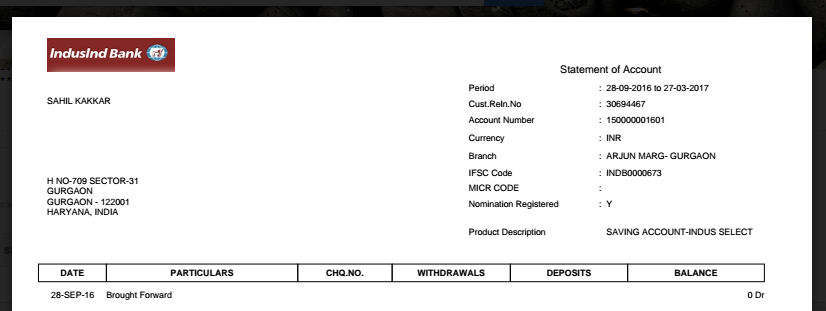 IndusInd Bank
Statement of Account
SAHIL KAKKAR
Period : 28-09-2016 to 27-03-2017
Cust.Reln.No : 30694467
Account Number : 150000001601
Currency : INR
Branch : ARJUN MARG- GURGAON
IFSC Code : INDB0000673
MICR CODE :
Nomination Registered : Y
Product Description SAVING ACCOUNT-INDUS SELECT
H NO-709 SECTOR-31
GURGAON
GURGAON - 122001
HARYANA, INDIA
DATE PARTICULARS CHQ.NO. WITHDRAWALS DEPOSITS BALANCE
28-SEP-16 Brought Forward 0 Dr